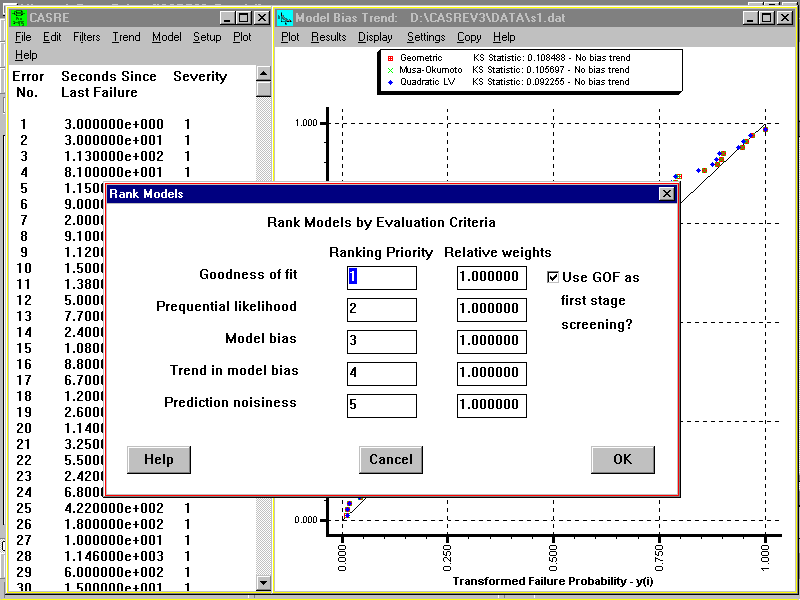 CASRE
File Edit Filters Trend Model Setup Plot
Help
Error Seconds Since Severity
No. Last Failure
1 3.000000e+000 1
2 3.000000e+001 1
3 1.130000e+002 1
4 8.100000e+001 1
5 1.1500
6 9.0000
7 2.0000
8 9.1000
9 1.1200
10 1.5000
11 1.3800
12 5.0000
13 7.7000
14 2.4000
15 1.0800
16 8.8000
17 6.7000
18 1.2000
19 2.6000
20 1.1400
21 3.2500
22 5.5000
23 2.4200
24 6.8000
25 4.220000e+002 1
26 1.800000e+002 1
27 1.000000e+001 1
28 1.146000e+003 1
29 6.000000e+002 1
30 1.500000e+001 1
Model Bias Trend: D:\CASREV3\DATA\s1.dat
Plot Results Display Settings Copy Help
Geometric KS Statistic: 0.108488 - No bias trend
Musa-Okumoto KS Statistic: 0.105697 - No bias trend
Quadratic LV KS Statistic: 0.092255 - No bias trend
1.000
0.000
0.000 0.250 0.500 0.750 1.000
Transformed Failure Probability - y(i)
Rank Models
Rank Models by Evaluation Criteria
Ranking Priority Relative weights
Goodness of fit 1 1.000000 Use GOF as
first stage
screening?
Prequential likelihood 2 1.000000
Model bias 3 1.000000
Trend in model bias 4 1.000000
Prediction noisiness 5 1.000000
Help Cancel OK